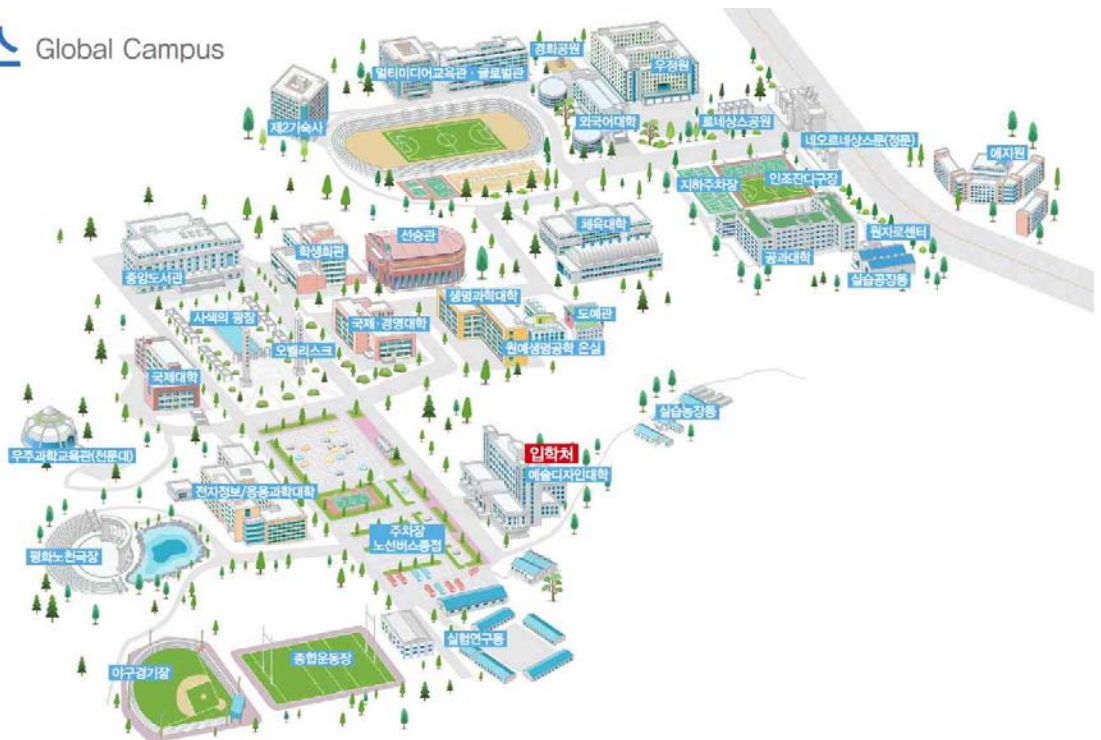 스 Global Campus
경희공원
멀티미디어교육관·글로벌관
우정원
제2기숙사
외국어대학
르네상스공원
네오르네상스문(정문)
애지원
지하주차장
인조잔디구장
체육대학
선승관
학생회관
중앙도서관
공과대학
원자로센터
실습공장동
생명과학대학
도예관
사색의 광장
국제·경영대학
오벨리스크
원예생명공학 온실
국제대학
실습농장동
우주과학교육관(천문대)
입학처
예술디자인대학
전자정보/응용과학대학
주차장
노선버스종점
평화노천극장
실험연구동
종합운동장
야구경기장